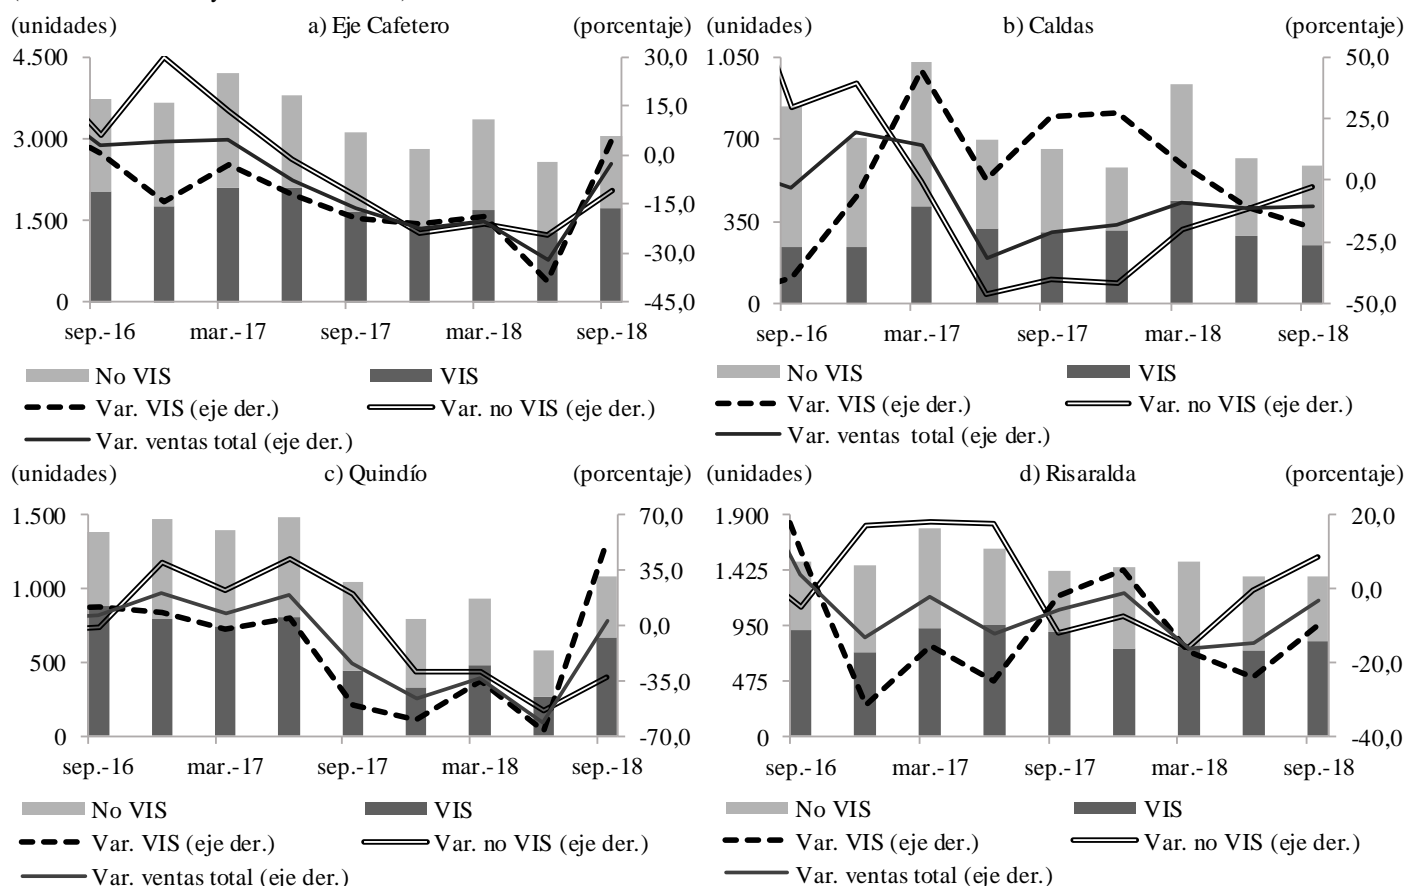 (unidades) a) Eje Cafetero (porcentaje)
4.500 30,0
15,0
3.000 0,0
-15,0
1.500
-30,0
0 -45,0
sep.-16 mar.-17 sep.-17 mar.-18 sep.-18
No VIS VIS
Var. VIS (eje der.) Var. no VIS (eje der.)
Var. ventas total (eje der.)
(unidades) b) Caldas (porcentaje)
1.050 50,0
25,0
700
0,0
350
-25,0
0 -50,0
sep.-16 mar.-17 sep.-17 mar.-18 sep.-18
No VIS VIS
Var. VIS (eje der.) Var. no VIS (eje der.)
Var. ventas total (eje der.)
(unidades) c) Quindío (porcentaje)
1.500 70,0
35,0
1.000
0,0
500
-35,0
0 -70,0
sep.-16 mar.-17 sep.-17 mar.-18 sep.-18
No VIS VIS
Var. VIS (eje der.) Var. no VIS (eje der.)
Var. ventas total (eje der.)
(unidades) d) Risaralda (porcentaje)
1.900 20,0
1.425
0,0
950
-20,0
475
0 -40,0
sep.-16 mar.-17 sep.-17 mar.-18 sep.-18
No VIS VIS
Var. VIS (eje der.) Var. no VIS (eje der.)
Var. ventas total (eje der.)